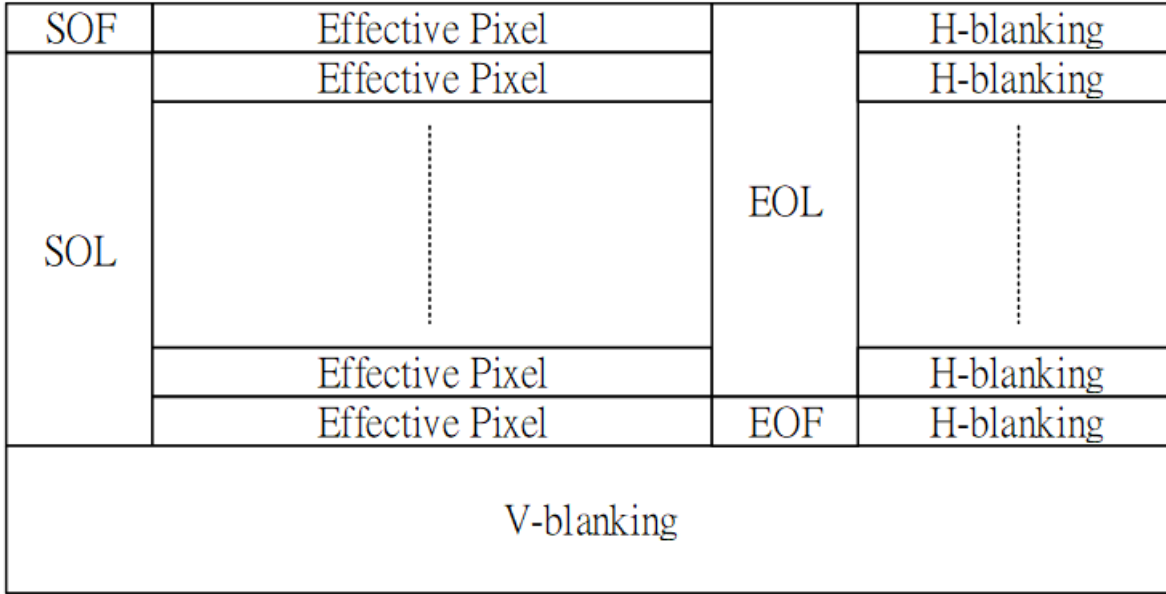 SOF Effective Pixel H-blanking
Effective Pixel H-blanking
EOL
SOL
Effective Pixel H-blanking
Effective Pixel EOF H-blanking
V-blanking